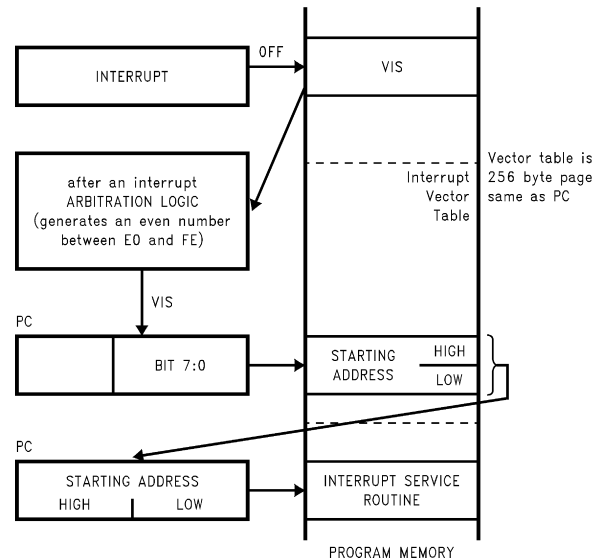 OFF
INTERRUPT
VIS
after an interrupt
ARBITRATION LOGIC
(generates an even number
between E0 and FE)
Interrupt
Vector
Table
Vector table is
256 byte page
same as PC
VIS
PC
BIT 7:0
STARTING
ADDRESS
HIGH
LOW
PC
STARTING ADDRESS
HIGH LOW
INTERRUPT SERVICE
ROUTINE
PROGRAM MEMORY